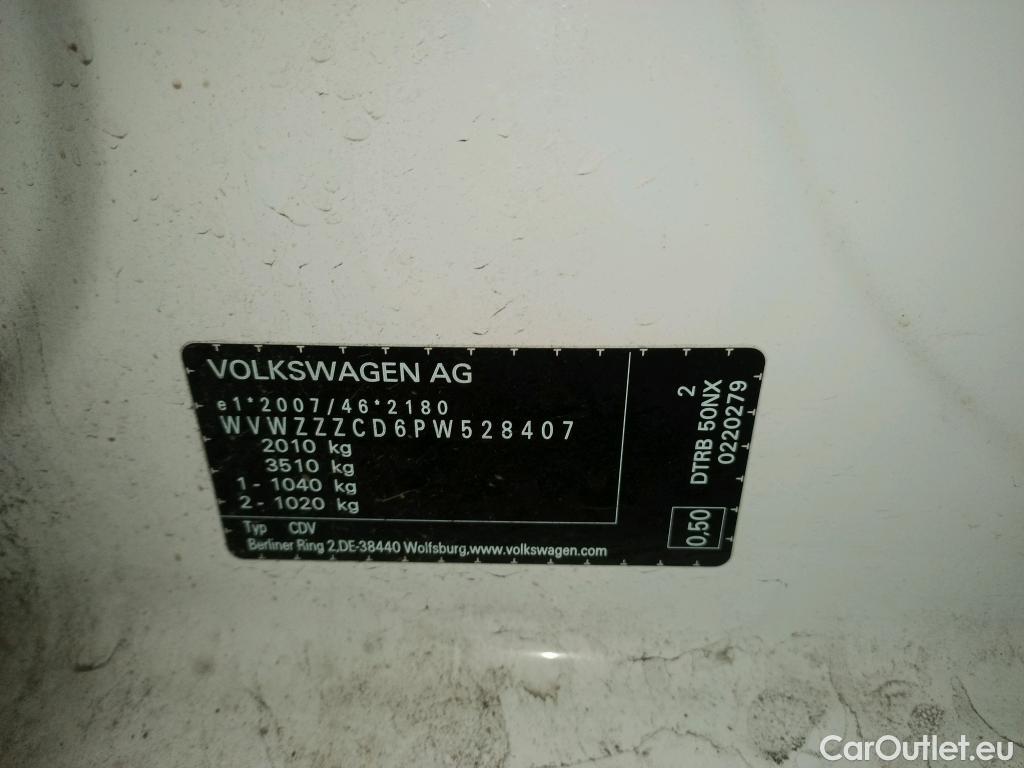 VOLKSWAGEN AG
e1*2007/46*2180
WVWZZZCD6PW528407
2010 kg
3510 kg
1 - 1040 kg
2 - 1020 kg
Typ CDV
Berliner Ring 2,DE-38440 Wolfsburg,www.volkswagen.com
2
0,50 DTRB 50NX
0220279
CarOutlet.eu